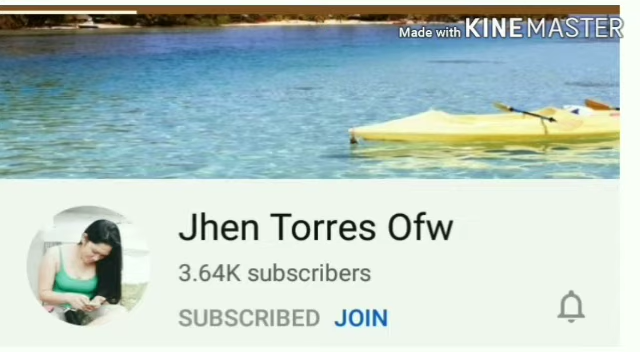 Made with KINEMASTER
Jhen Torres Ofw
3.64K subscribers
SUBSCRIBED JOIN